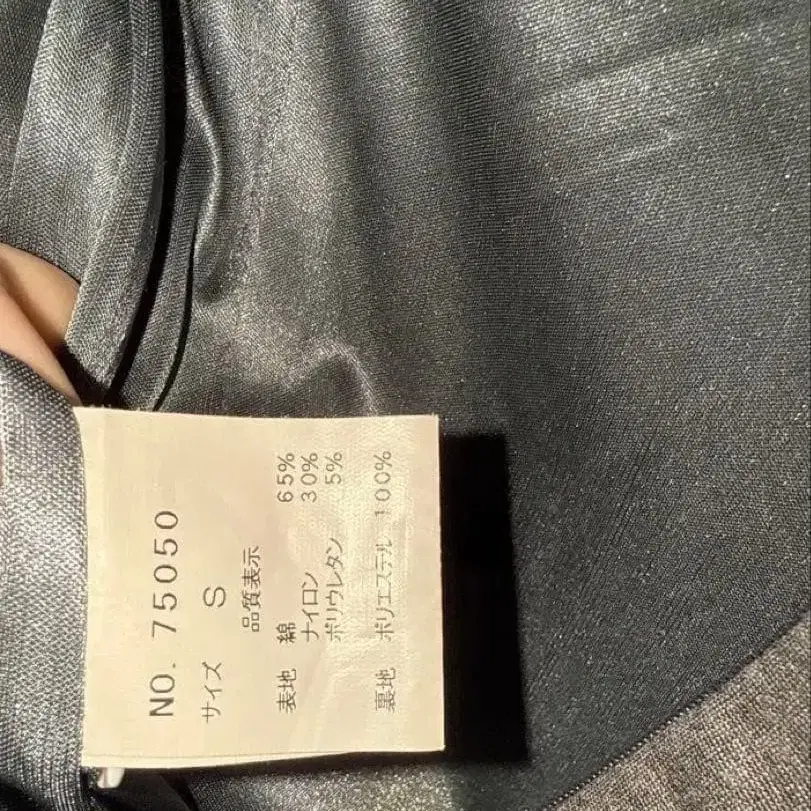 NO. 75050
サイズ S
品質表示
表地 綿 65%
ナイロン 30%
ポリウレタン 5%
裏地 ポリエステル 100%